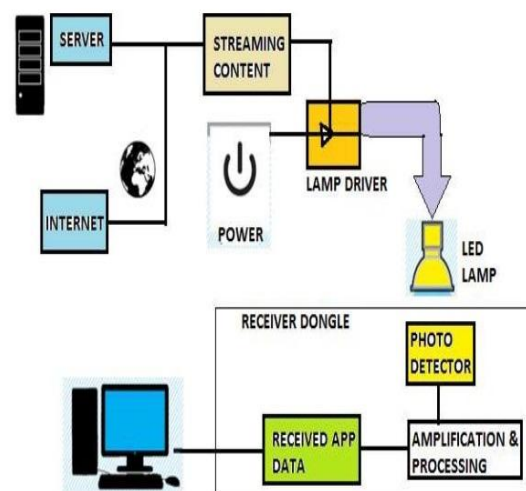 SERVER
STREAMING
CONTENT
INTERNET
POWER
LAMP DRIVER
LED
LAMP
RECEIVER DONGLE
PHOTO
DETECTOR
RECEIVED APP
DATA
AMPLIFICATION &
PROCESSING